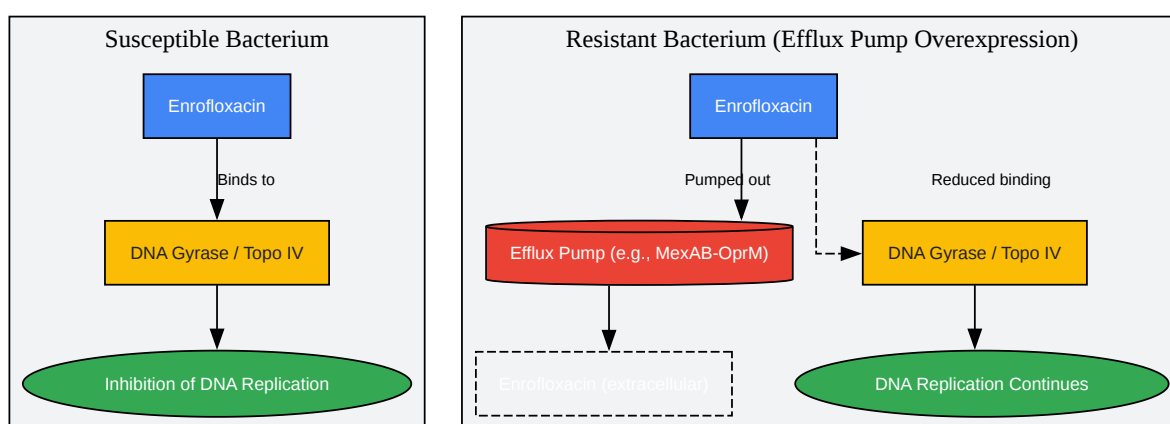 Susceptible Bacterium
Enrofloxacin
Binds to
DNA Gyrase / Topo IV
Inhibition of DNA Replication
Resistant Bacterium (Efflux Pump Overexpression)
Enrofloxacin
Pumped out
Reduced binding
Efflux Pump (e.g., MexAB-OprM)
DNA Gyrase / Topo IV
Enrofloxacin (extracellular)
DNA Replication Continues